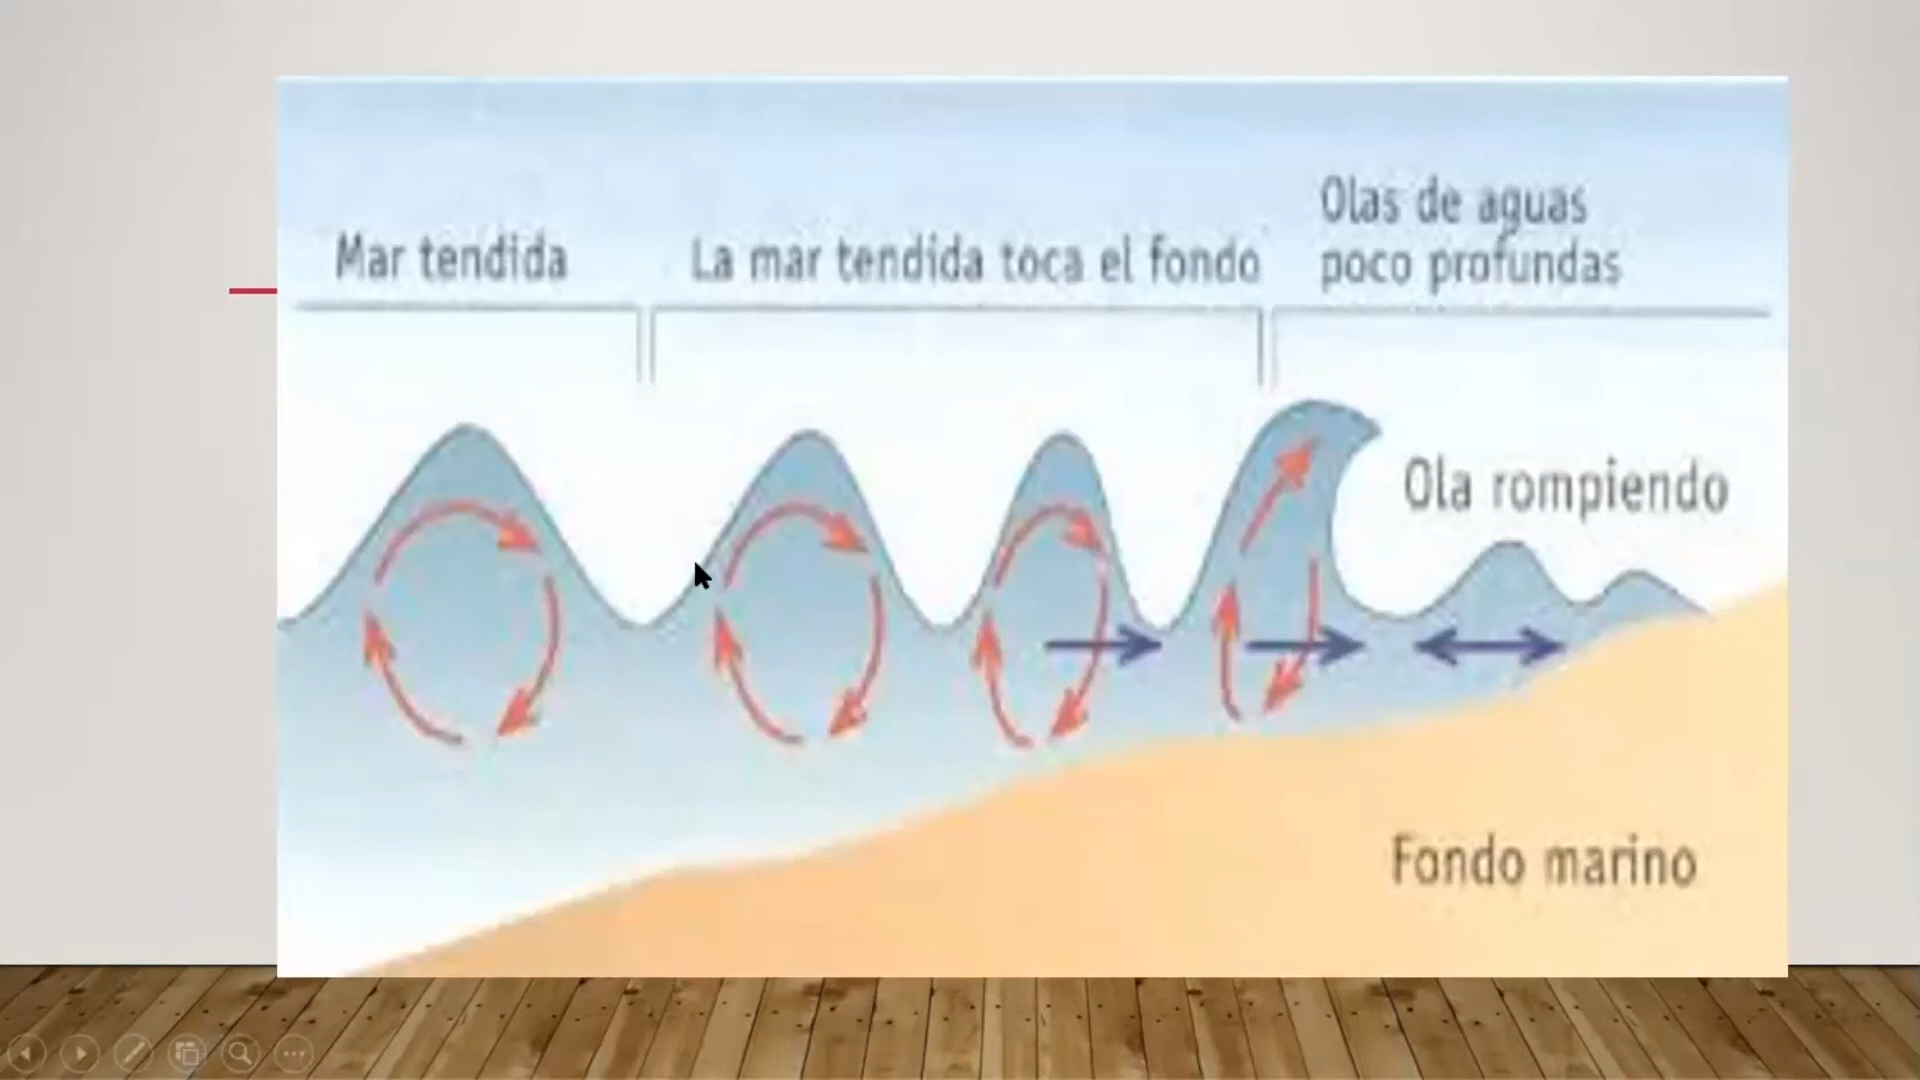 Mar tendida
La mar tendida toca el fondo
Olas de aguas
poco profundas
Ola rompiendo
Fondo marino